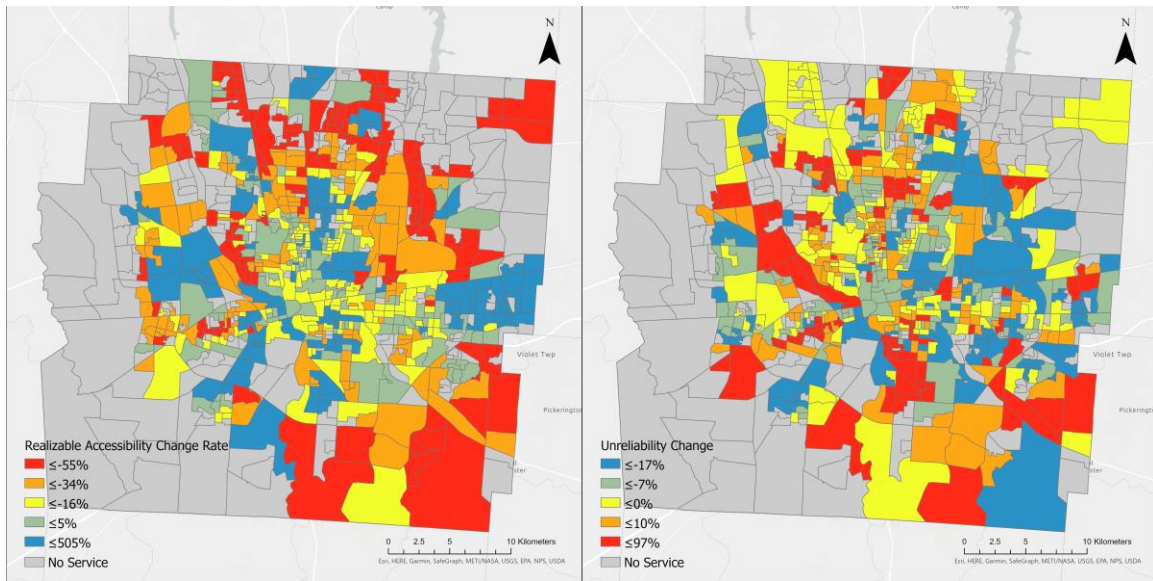 Camp
N
Violet Twp
Pickerington
Realizable Accessibility Change Rate
≤-55%
≤-34%
≤-16%
≤5%
≤505%
No Service
0 2.5 5 10 Kilometers
Esri, HERE, Garmin, SafeGraph, METI/NASA, USGS, EPA, NPS, USDA
Camp
N
Violet Twp
Pickerington
Unreliability Change
≤-17%
≤-7%
≤0%
≤10%
≤97%
No Service
0 2.5 5 10 Kilometers
Esri, HERE, Garmin, SafeGraph, METI/NASA, USGS, EPA, NPS, USDA